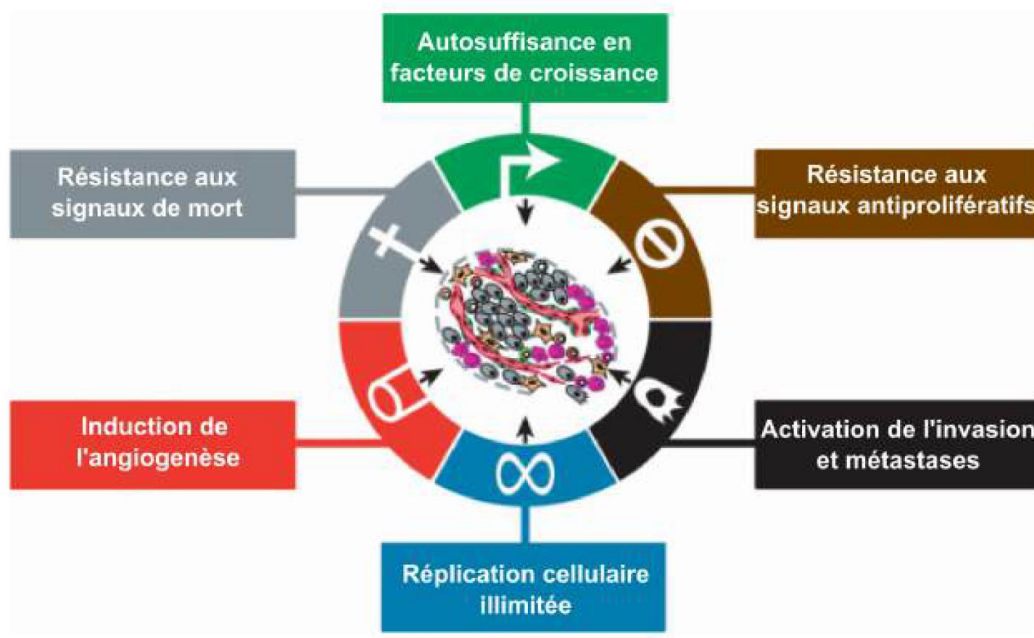 Autosuffisance en
facteurs de croissance
Résistance aux
signaux de mort
Résistance aux
signaux antiprolifératifs
Induction de
l'angiogenèse
Activation de l'invasion
et métastases
Réplication cellulaire
illimitée